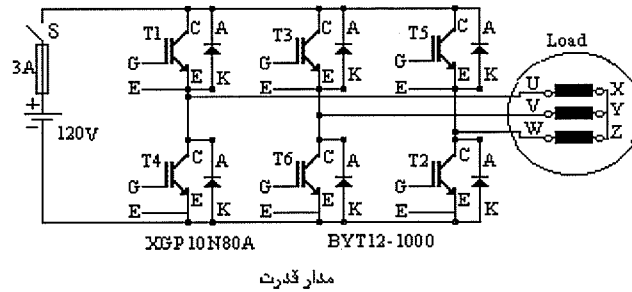 S
3A
+
−
120V
T1
C
A
G
E
E
K
T3
C
A
G
E
E
K
T5
C
A
G
E
E
K
Load
U
X
V
Y
W
Z
T4
C
A
G
E
E
K
T6
C
A
G
E
E
K
T2
C
A
G
E
E
K
XGP10N80A
BYT12-1000
مدار قدرت